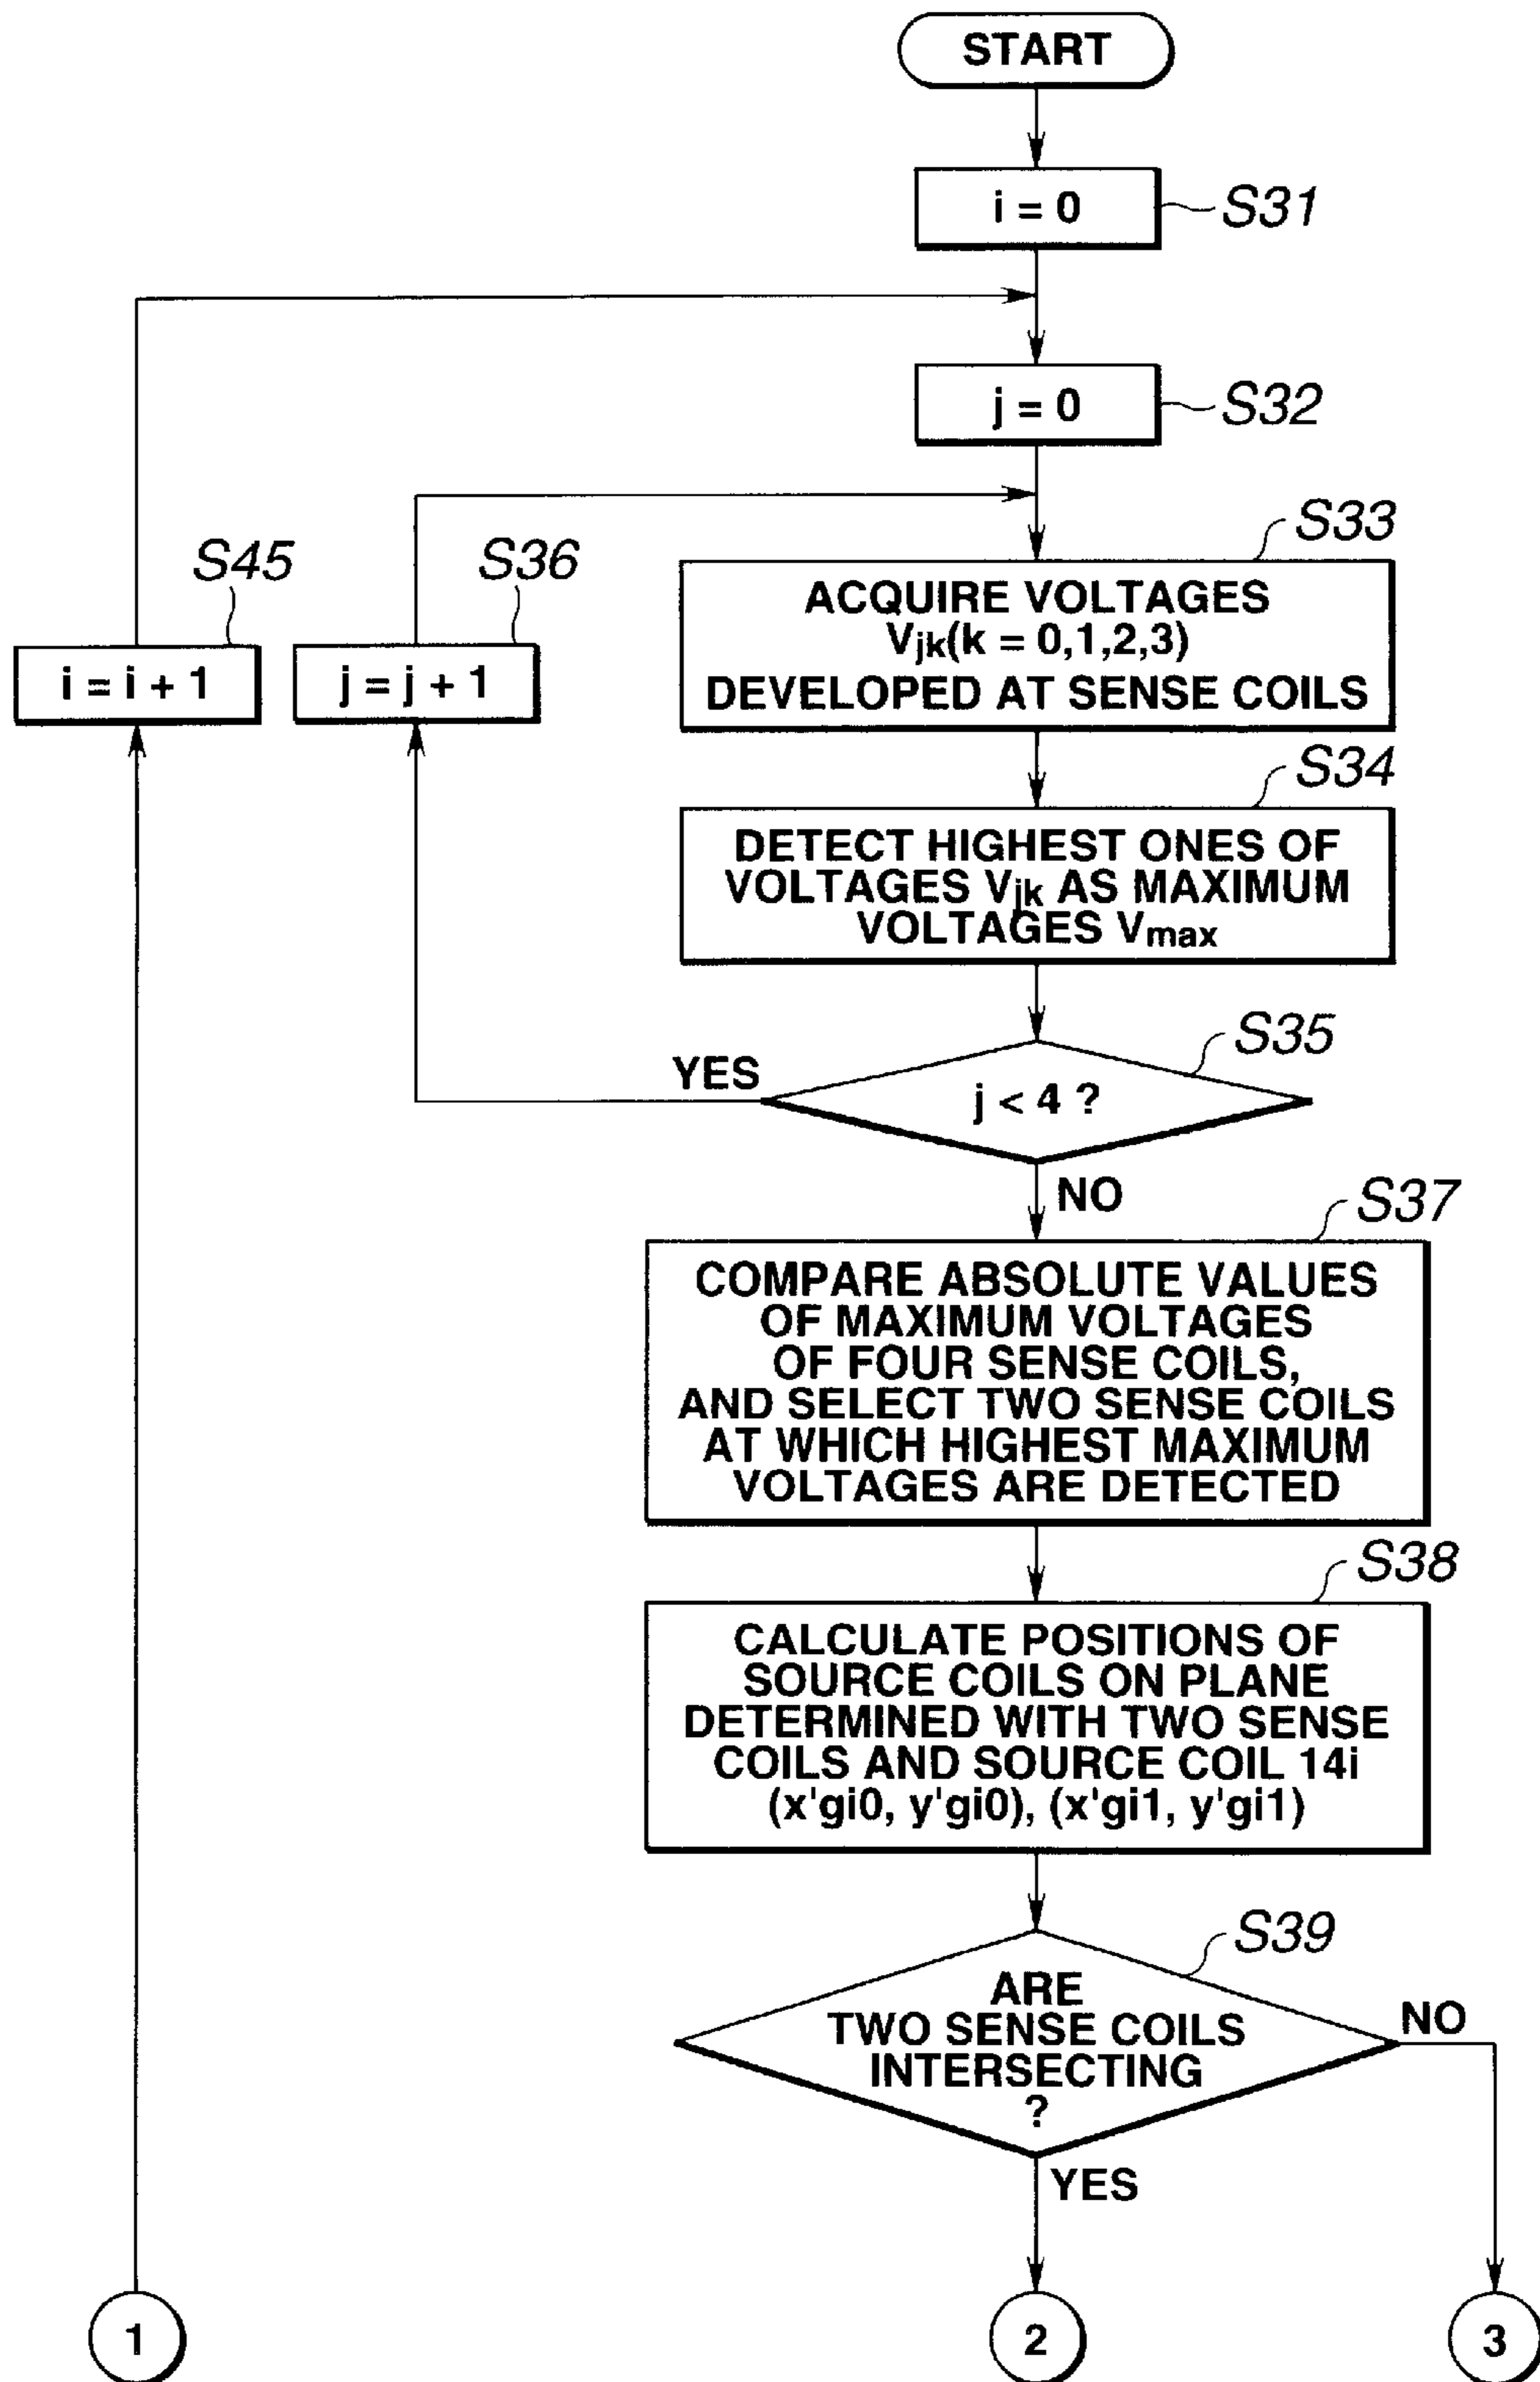 START
i = 0
S31
j = 0
S32
S33
S45
S36
ACQUIRE VOLTAGES
Vjk(k = 0,1,2,3)
DEVELOPED AT SENSE COILS
i = i + 1
j = j + 1
S34
DETECT HIGHEST ONES OF
VOLTAGES Vjk AS MAXIMUM
VOLTAGES Vmax
S35
YES
j < 4 ?
NO
S37
COMPARE ABSOLUTE VALUES
OF MAXIMUM VOLTAGES
OF FOUR SENSE COILS,
AND SELECT TWO SENSE COILS
AT WHICH HIGHEST MAXIMUM
VOLTAGES ARE DETECTED
S38
CALCULATE POSITIONS OF
SOURCE COILS ON PLANE
DETERMINED WITH TWO SENSE
COILS AND SOURCE COIL 14i
(x'gi0, y'gi0), (x'gi1, y'gi1)
S39
ARE
TWO SENSE COILS
INTERSECTING
?
NO
YES
1
2
3